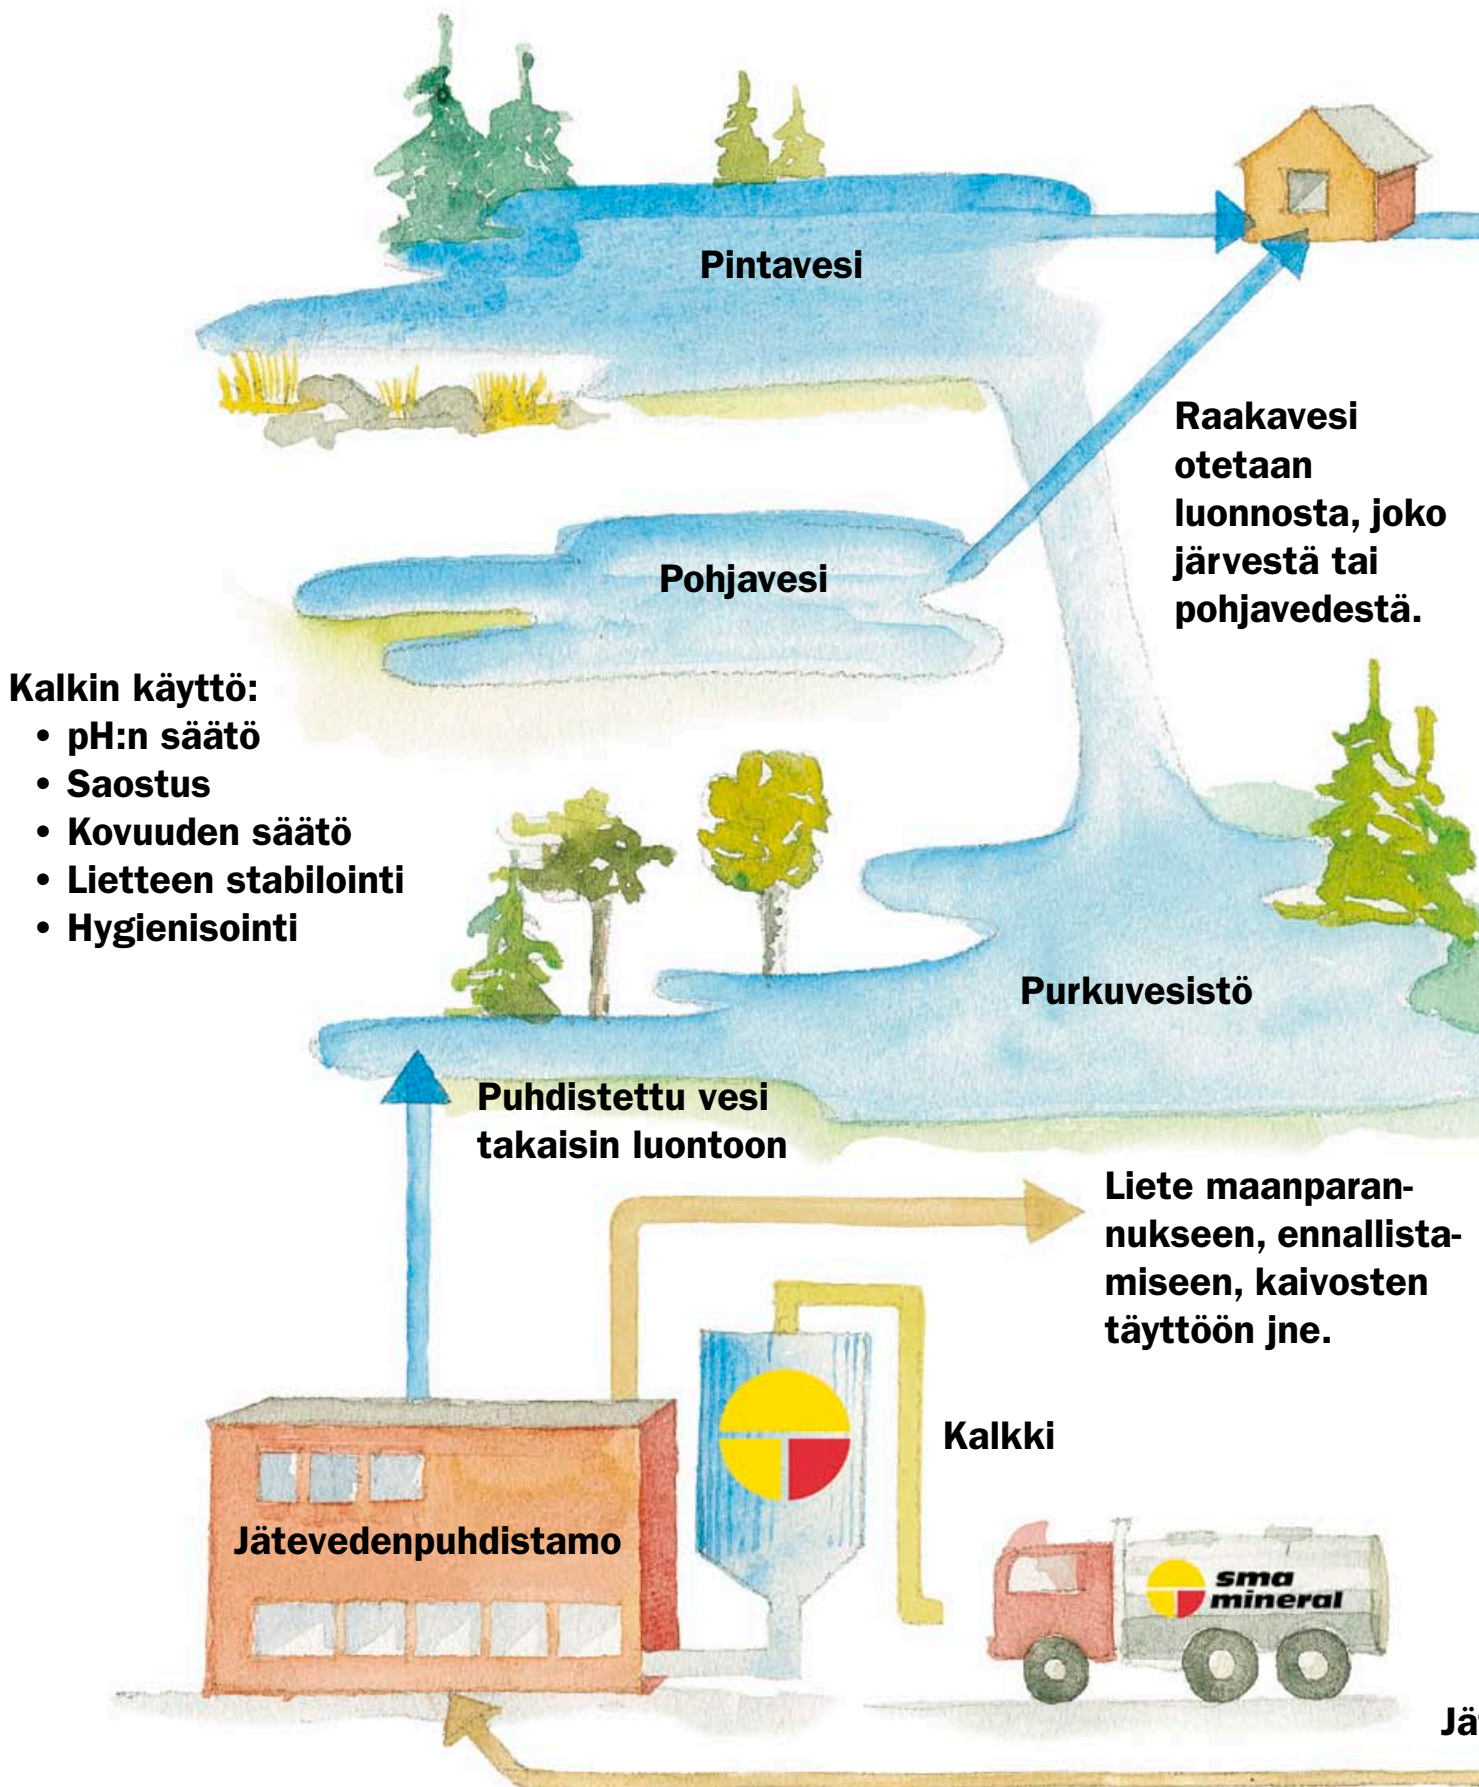 Pintavesi
Raakavesi
otetaan
luonnosta, joko
järvestä tai
pohjavedestä.
Pohjavesi
Kalkin käyttö:
• pH:n säätö
• Saostus
• Kovuuden säätö
• Lietteen stabilointi
• Hygienisointi
Purkuvesistö
Puhdistettu vesi
takaisin luontoon
Liete maanparan-
nukseen, ennallista-
miseen, kaivosten
täyttöön jne.
Kalkki
Jätevedenpuhdistamo
sma
mineral